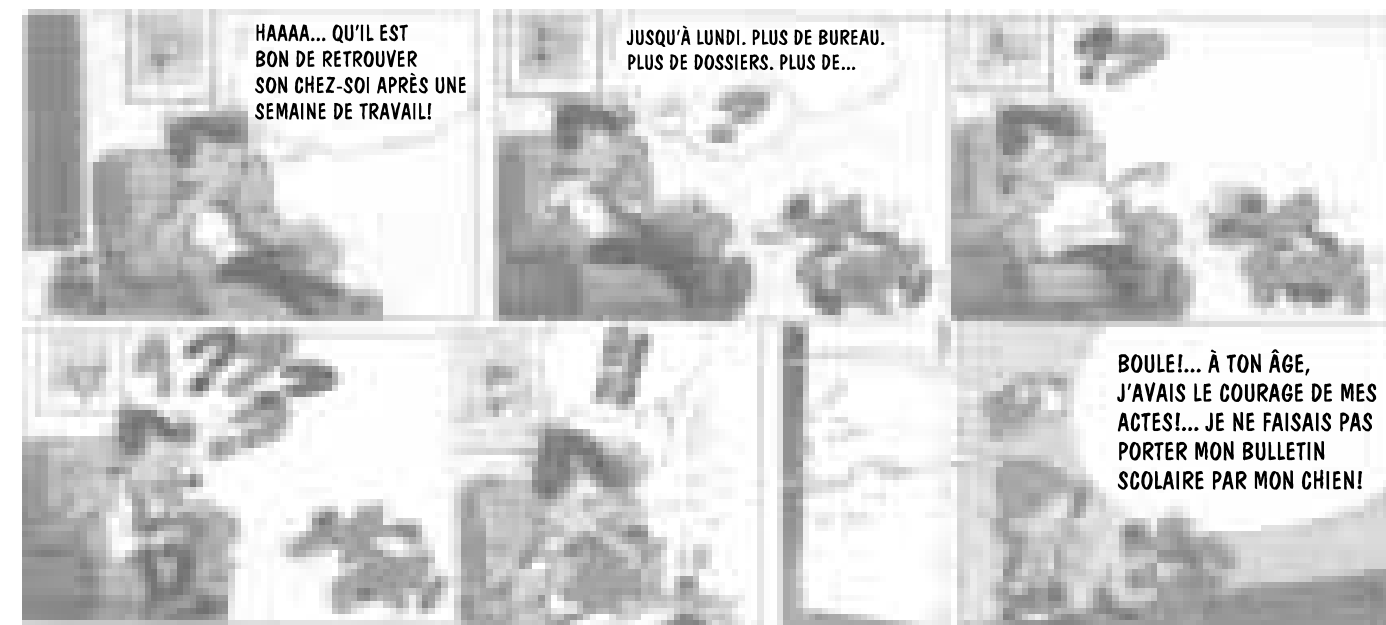 HAAAA... QU'IL EST
BON DE RETROUVER
SON CHEZ-SOI APRÈS UNE
SEMAINE DE TRAVAIL!
JUSQU'À LUNDI. PLUS DE BUREAU.
PLUS DE DOSSIERS. PLUS DE...
BOULE!... À TON ÂGE,
J'AVAIS LE COURAGE DE MES
ACTES!... JE NE FAISAIS PAS
PORTER MON BULLETIN
SCOLAIRE PAR MON CHIEN!